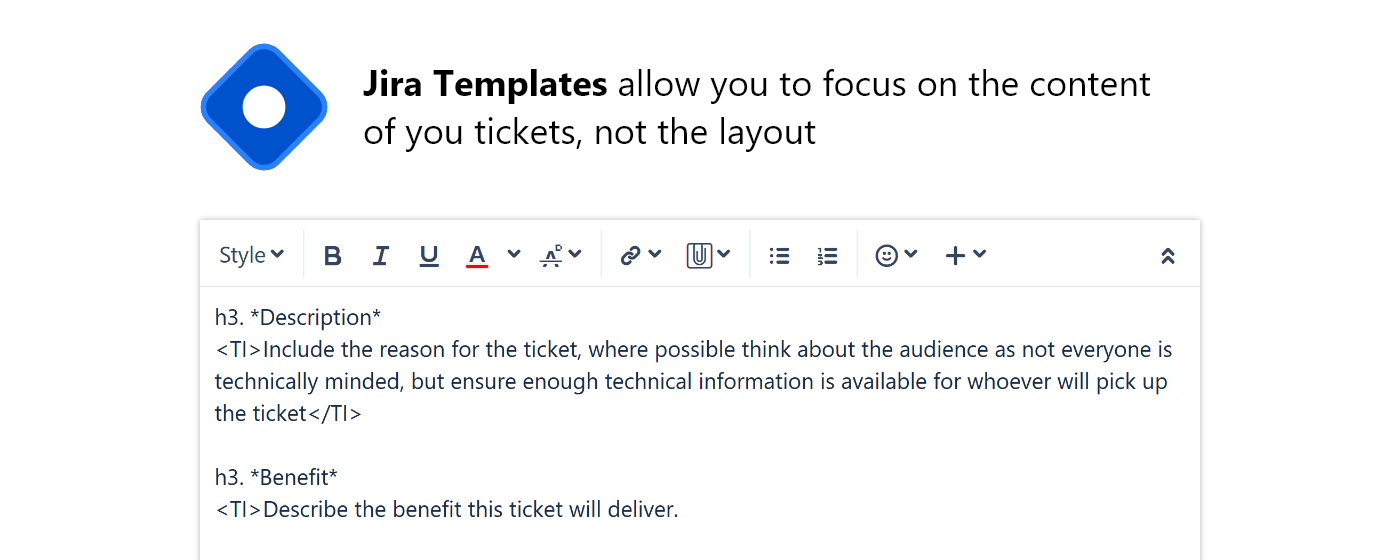 Jira Templates allow you to focus on the content
of you tickets, not the layout
Style B I U A
h3. *Description*
<TI>Include the reason for the ticket, where possible think about the audience as not everyone is
technically minded, but ensure enough technical information is available for whoever will pick up
the ticket</TI>
h3. *Benefit*
<TI>Describe the benefit this ticket will deliver.